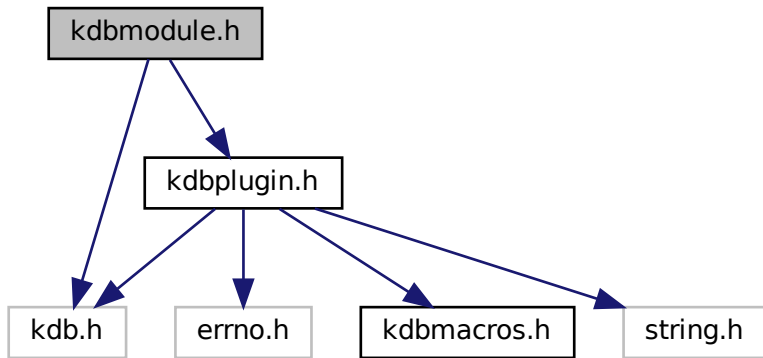 kdbmodule.h
kdbplugin.h
kdb.h
errno.h
kdbmacros.h
string.h